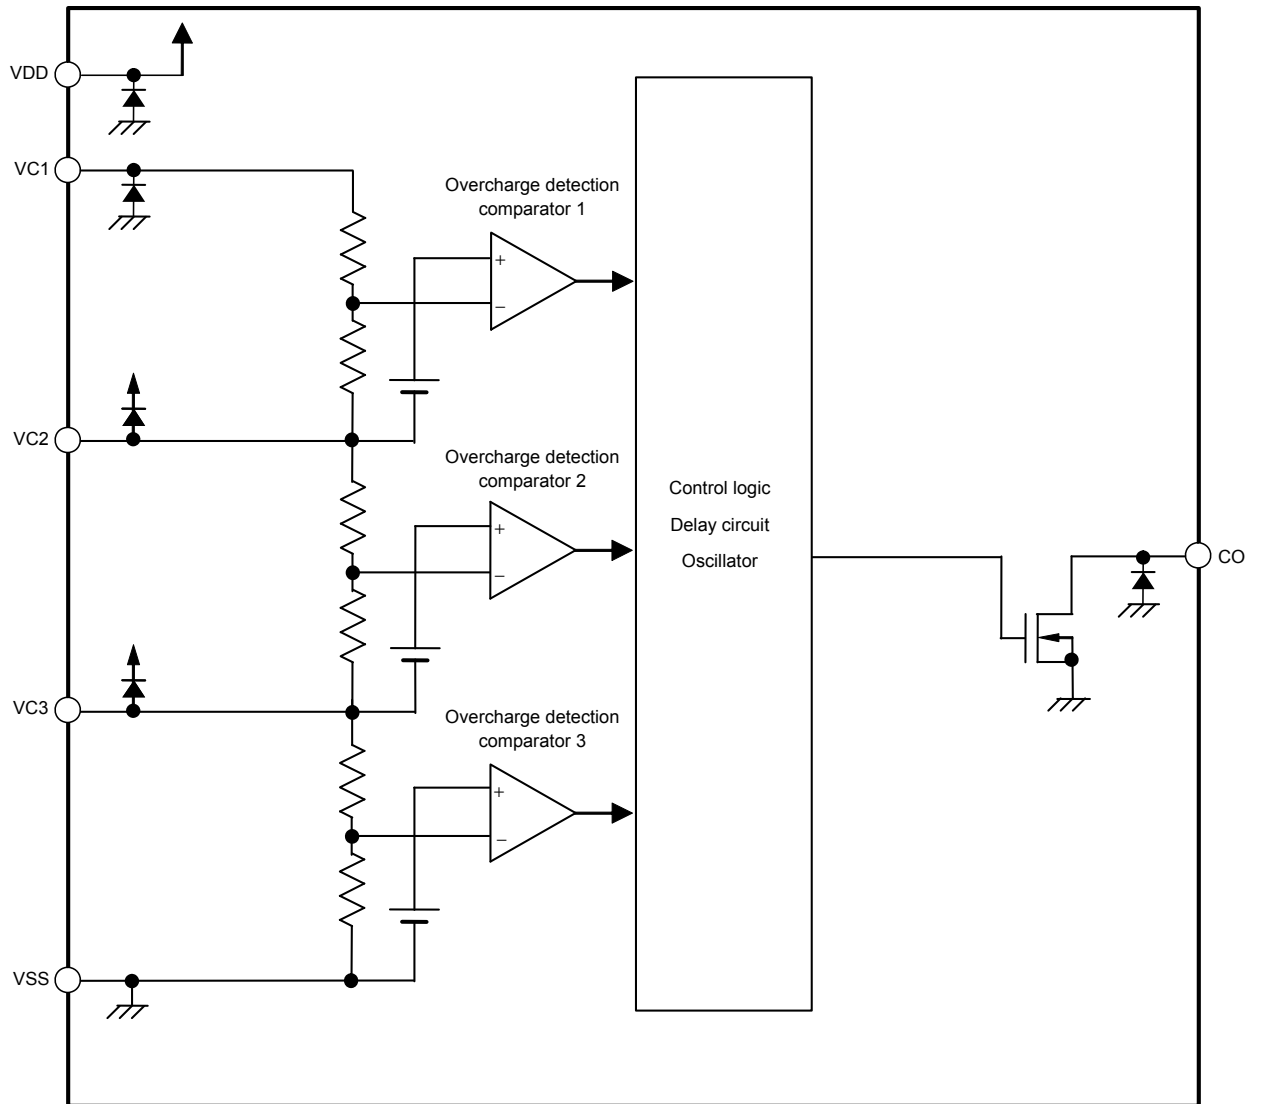 VDD
VC1
Overcharge detection
comparator 1
+
−
VC2
Overcharge detection
comparator 2
+
−
Control logic
Delay circuit
Oscillator
CO
VC3
Overcharge detection
comparator 3
+
−
VSS